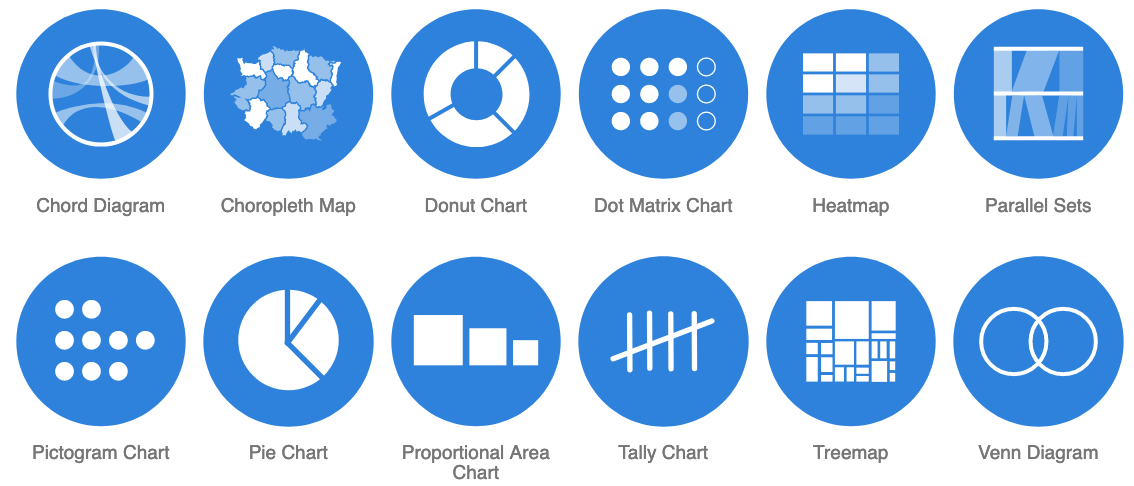 Chord Diagram
Choropleth Map
Donut Chart
Dot Matrix Chart
Heatmap
Parallel Sets
Pictogram Chart
Pie Chart
Proportional Area
Chart
Tally Chart
Treemap
Venn Diagram